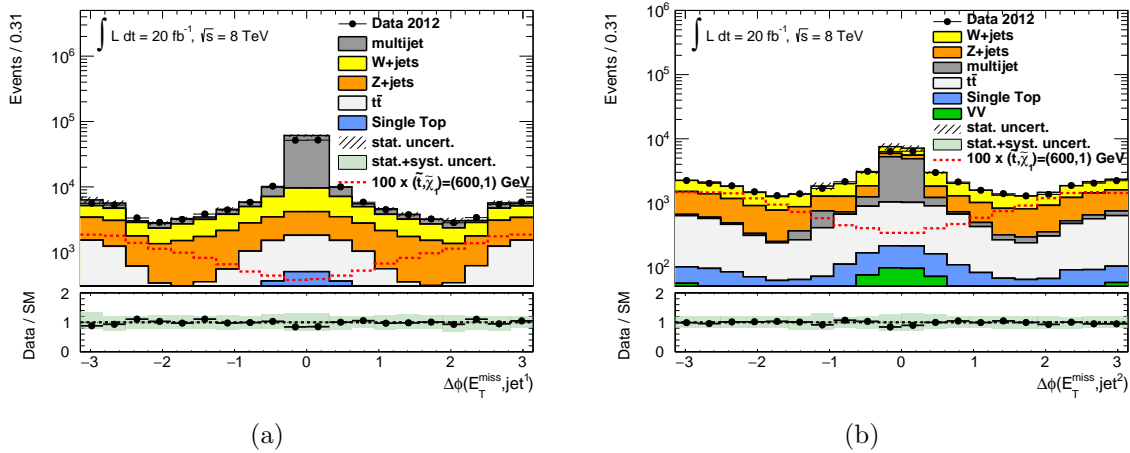 Events / 0.31
∫ L dt = 20 fb⁻¹, √s = 8 TeV
Data 2012
multijet
W+jets
Z+jets
tt̄
Single Top
stat. uncert.
stat.+syst. uncert.
100 x (t̃,χ̃₁)=(600,1) GeV
10⁶
10⁵
10⁴
10³
Data / SM
2
1
0
−3 −2 −1 0 1 2 3
Δϕ(E_T^miss,jet¹)
(a)
Events / 0.31
∫ L dt = 20 fb⁻¹, √s = 8 TeV
Data 2012
W+jets
Z+jets
multijet
tt̄
Single Top
VV
stat. uncert.
stat.+syst. uncert.
100 x (t̃,χ̃₁)=(600,1) GeV
10⁶
10⁵
10⁴
10³
10²
Data / SM
2
1
0
−3 −2 −1 0 1 2 3
Δϕ(E_T^miss,jet²)
(b)